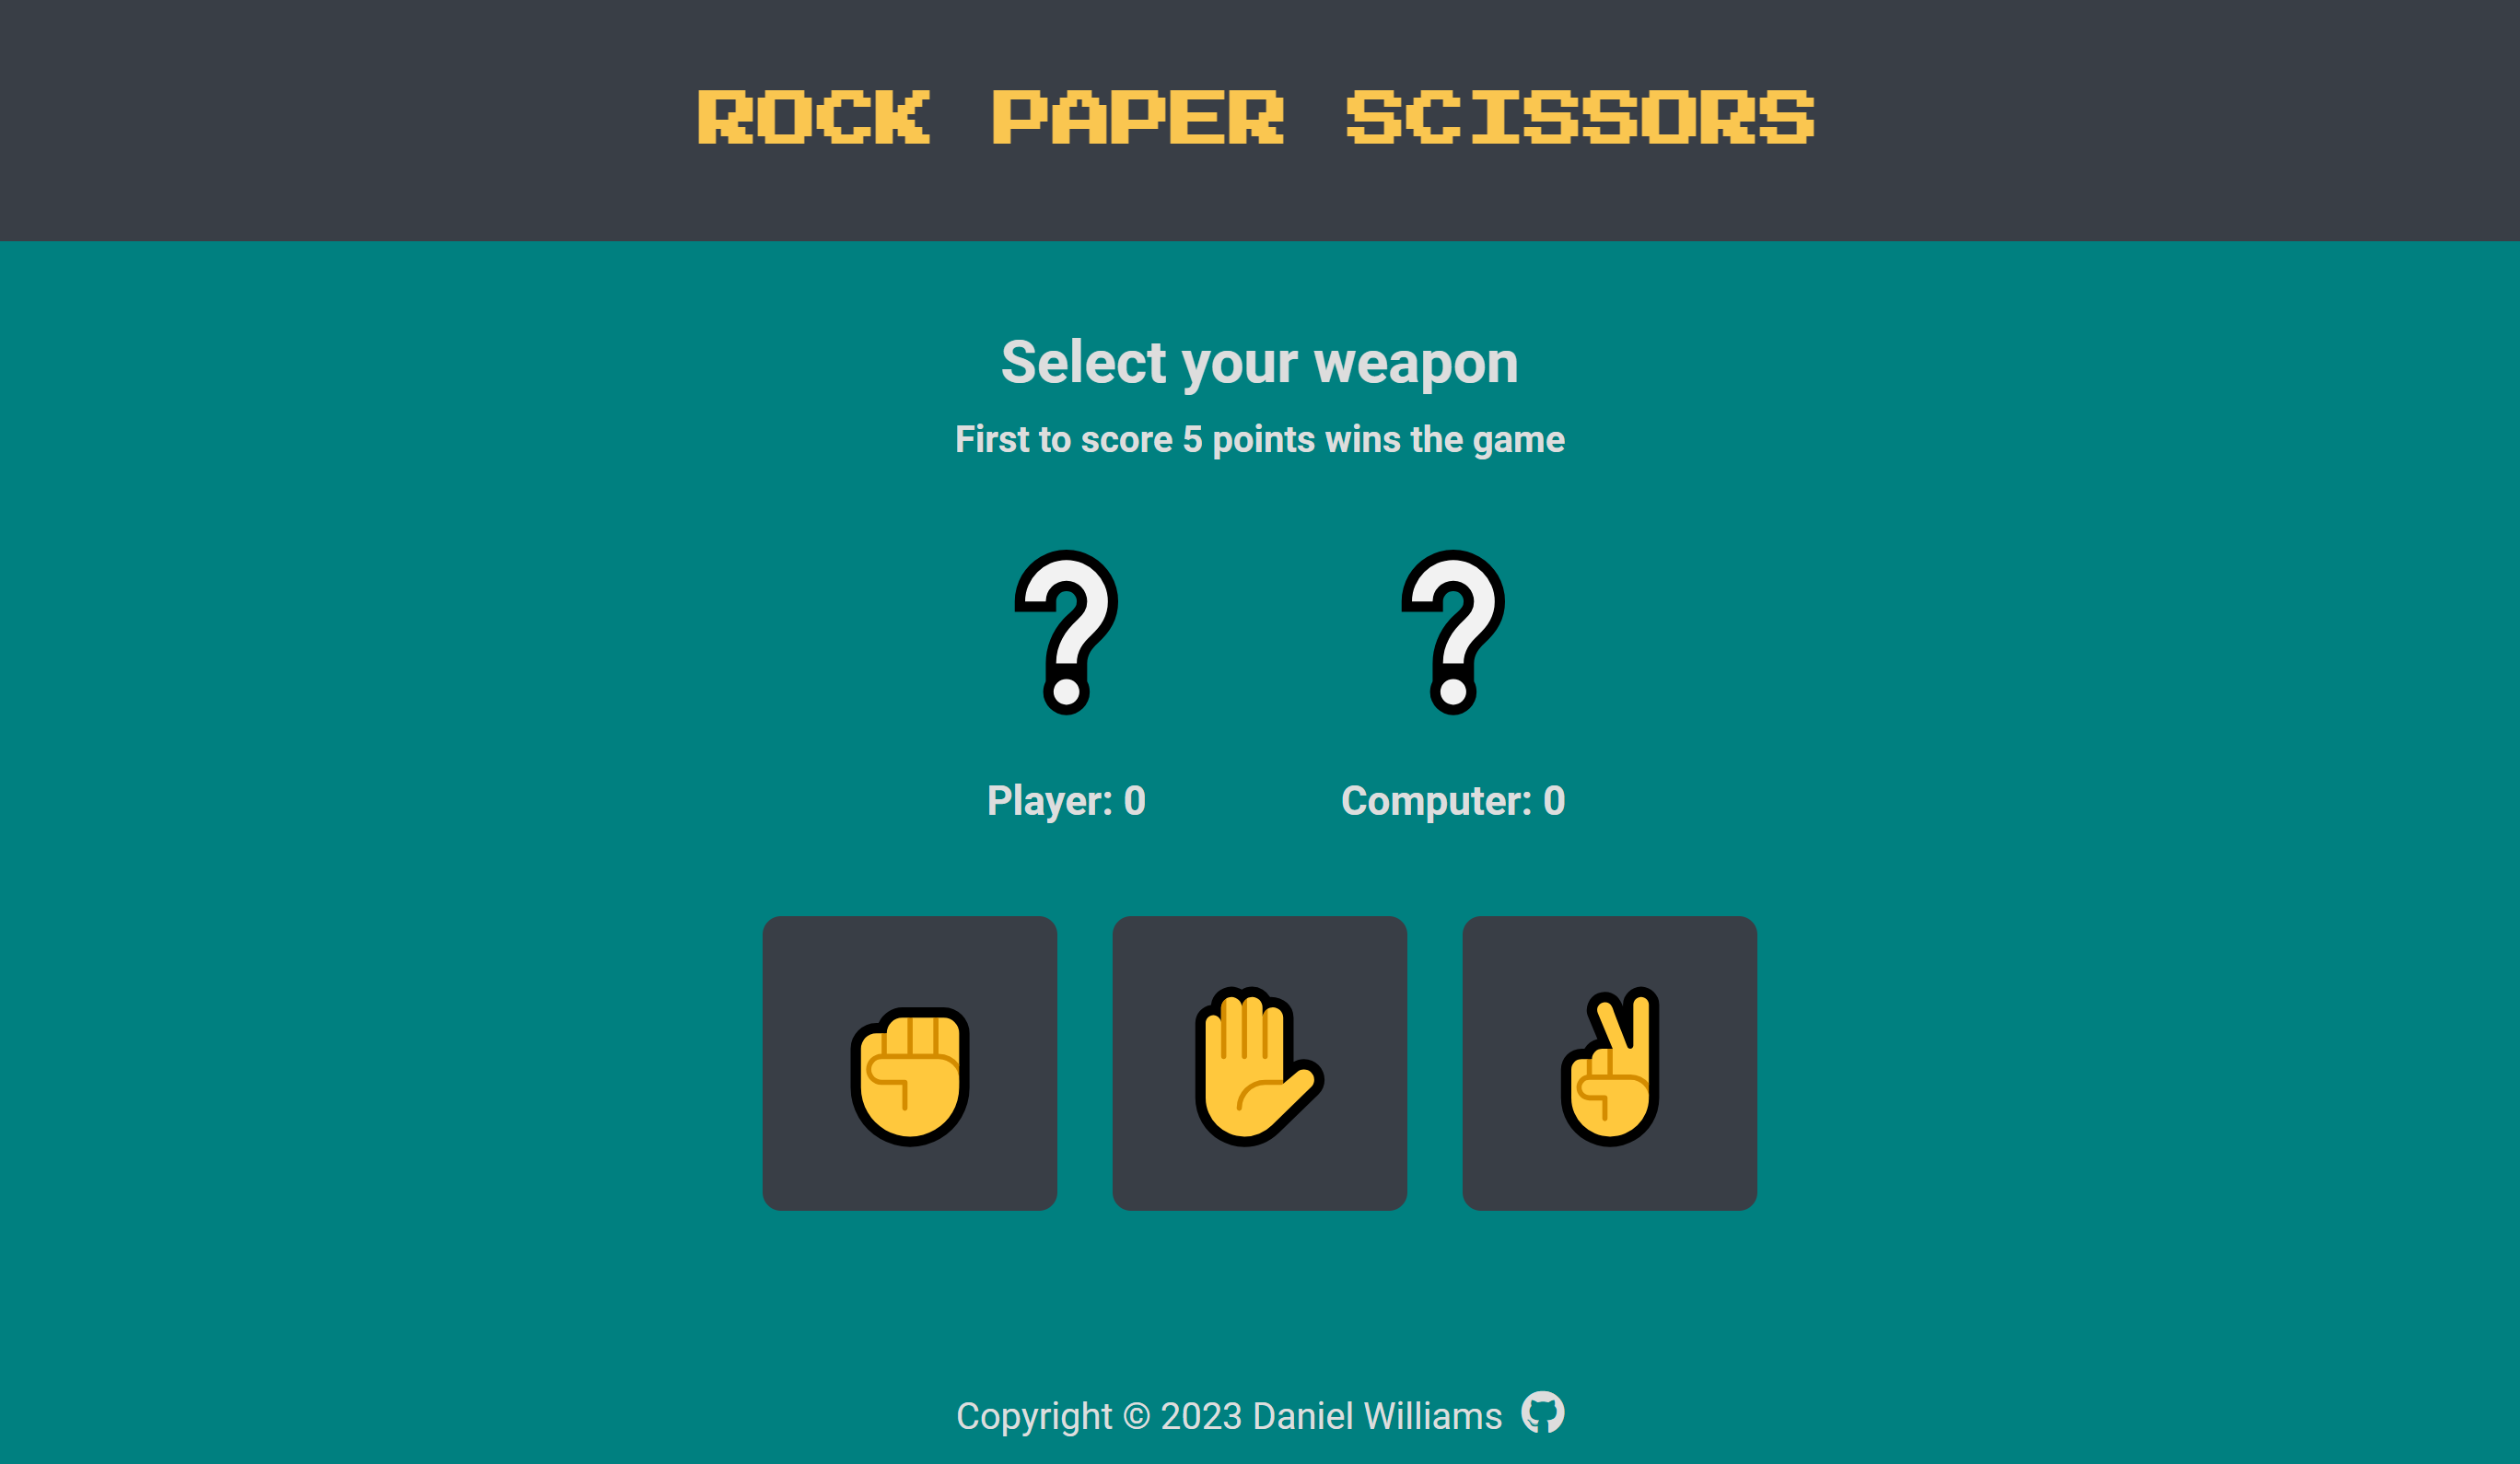 ROCK PAPER SCISSORS
Select your weapon
First to score 5 points wins the game
Player: 0
Computer: 0
Copyright © 2023 Daniel Williams